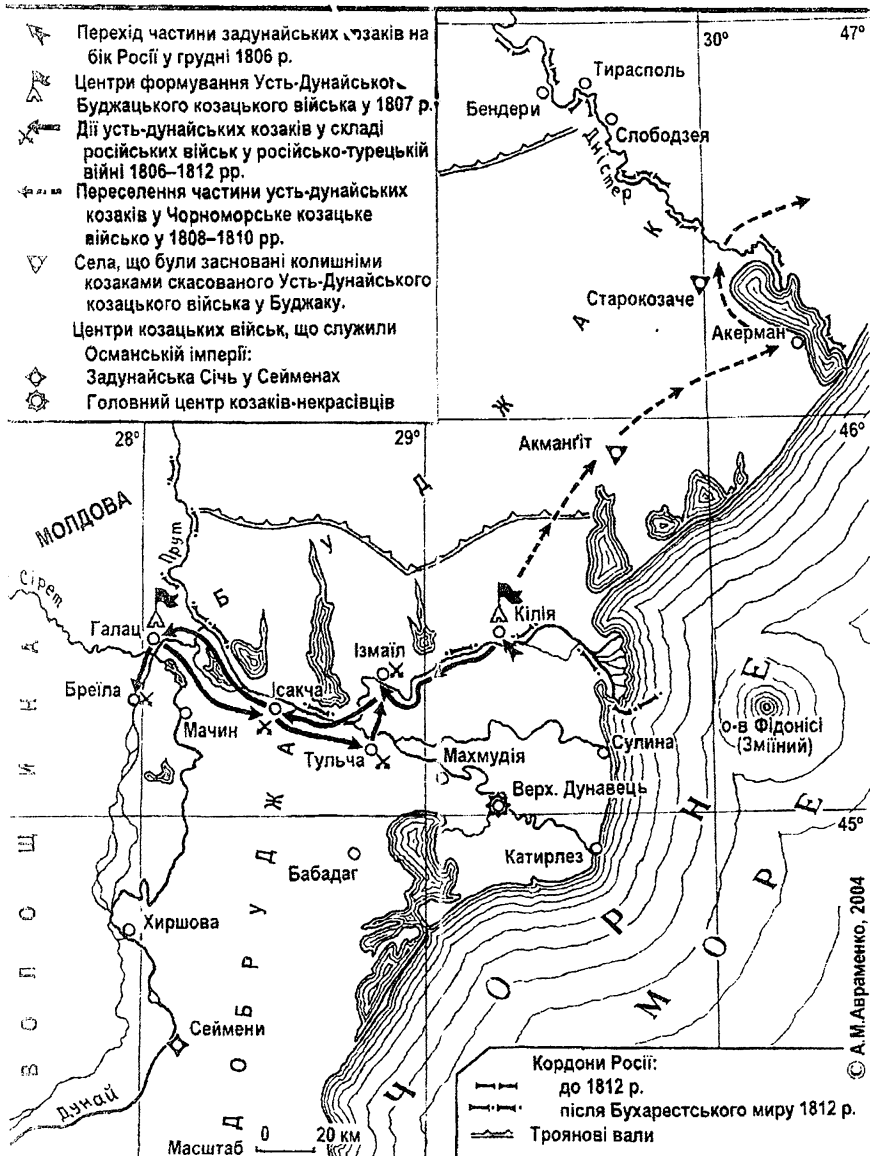 Перехід частини задунайських козаків на
бік Росії у грудні 1806 р.
Центри формування Усть-Дунайського
Буджацького козацького війська у 1807 р.
Дії усть-дунайських козаків у складі
російських військ у російсько-турецькій
війні 1806–1812 рр.
Переселення частини усть-дунайських
козаків у Чорноморське козацьке
військо у 1808–1810 рр.
Села, що були засновані колишніми
козаками скасованого Усть-Дунайського
козацького війська у Буджаку.
Центри козацьких військ, що служили
Османській імперії:
Задунайська Січь у Сейменах
Головний центр козаків-некрасівців
30° 47°
Тирасполь
Бендери
Слободзея
Дністер
Старокозаче
Акерман
28° 29° 46°
Акманґіт
МОЛДОВА
Прут
Сірет
БУДЖАК
Галац
Кілія
Ізмаїл
Бреїла
Ісакча
Мачин
Тульча
Махмудія
Сулина
о-в Фідонісі
(Зміїний)
Верх. Дунавець
45°
Катирлез
Бабадаг
Хиршова
Сеймени
Дунай
ВОЛОЩИНА
ДОБРУДЖА
ЧОРНЕ
МОРЕ
Масштаб 0 20 км
Кордони Росії:
до 1812 р.
після Бухарестського миру 1812 р.
Троянові вали
© А.М.Авраменко, 2004